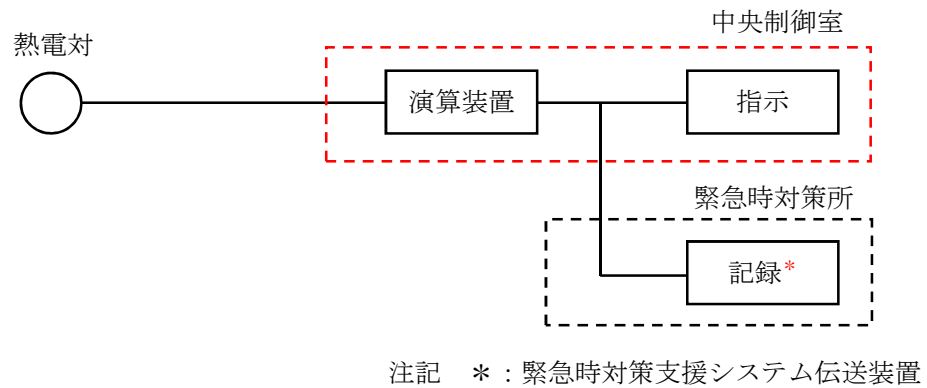 中央制御室
熱電対
演算装置
指示
緊急時対策所
記録*
注記 *:緊急時対策支援システム伝送装置